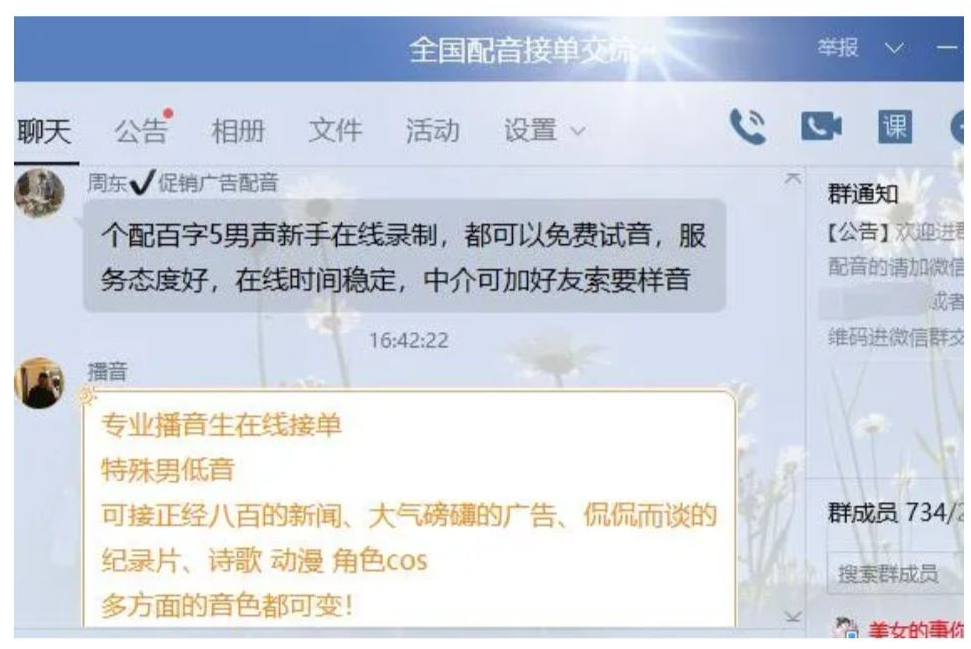 全国配音接单交流
举报
聊天 公告 相册 文件 活动 设置
课
周东✔促销广告配音
个配百字5男声新手在线录制，都可以免费试音，服
务态度好，在线时间稳定，中介可加好友索要样音
16:42:22
播音
专业播音生在线接单
特殊男低音
可接正经八百的新闻、大气磅礴的广告、侃侃而谈的
纪录片、诗歌 动漫 角色cos
多方面的音色都可变！
群通知
【公告】欢迎进群
配音的请加微信
或者
维码进微信群交
群成员 734/
搜索群成员
美女的事你